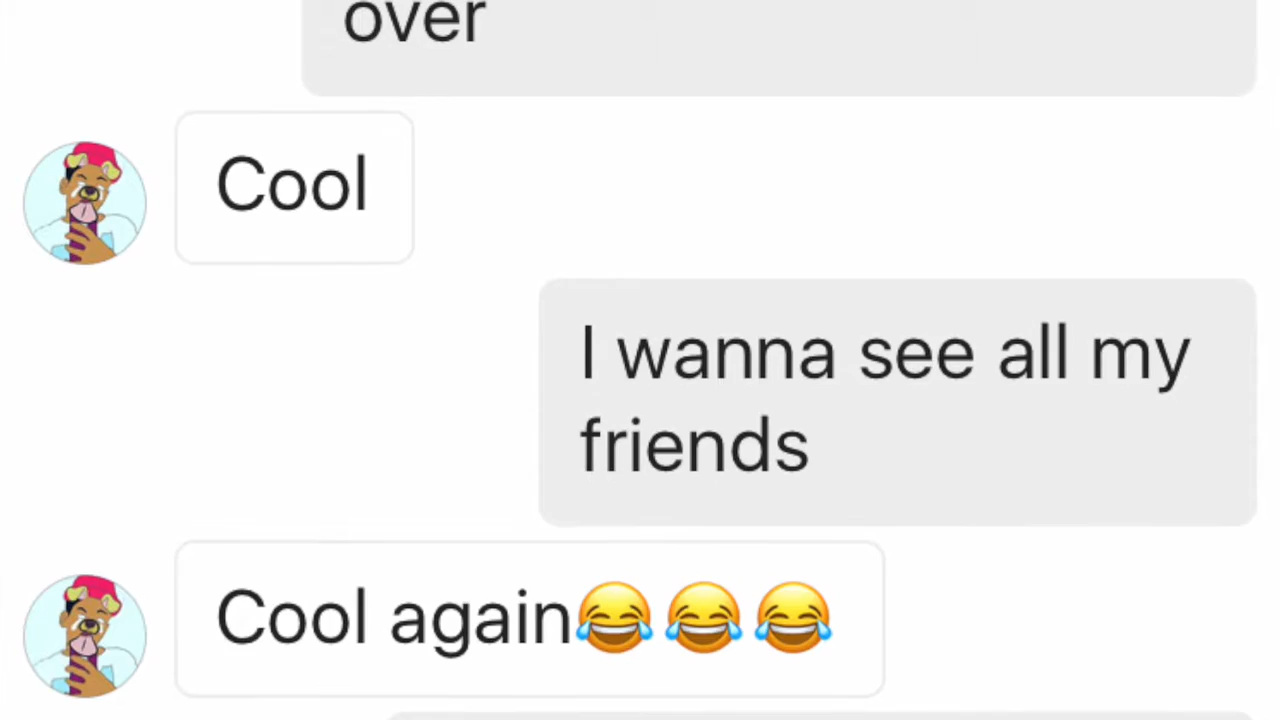 over
Cool
I wanna see all my
friends
Cool again😂😂😂